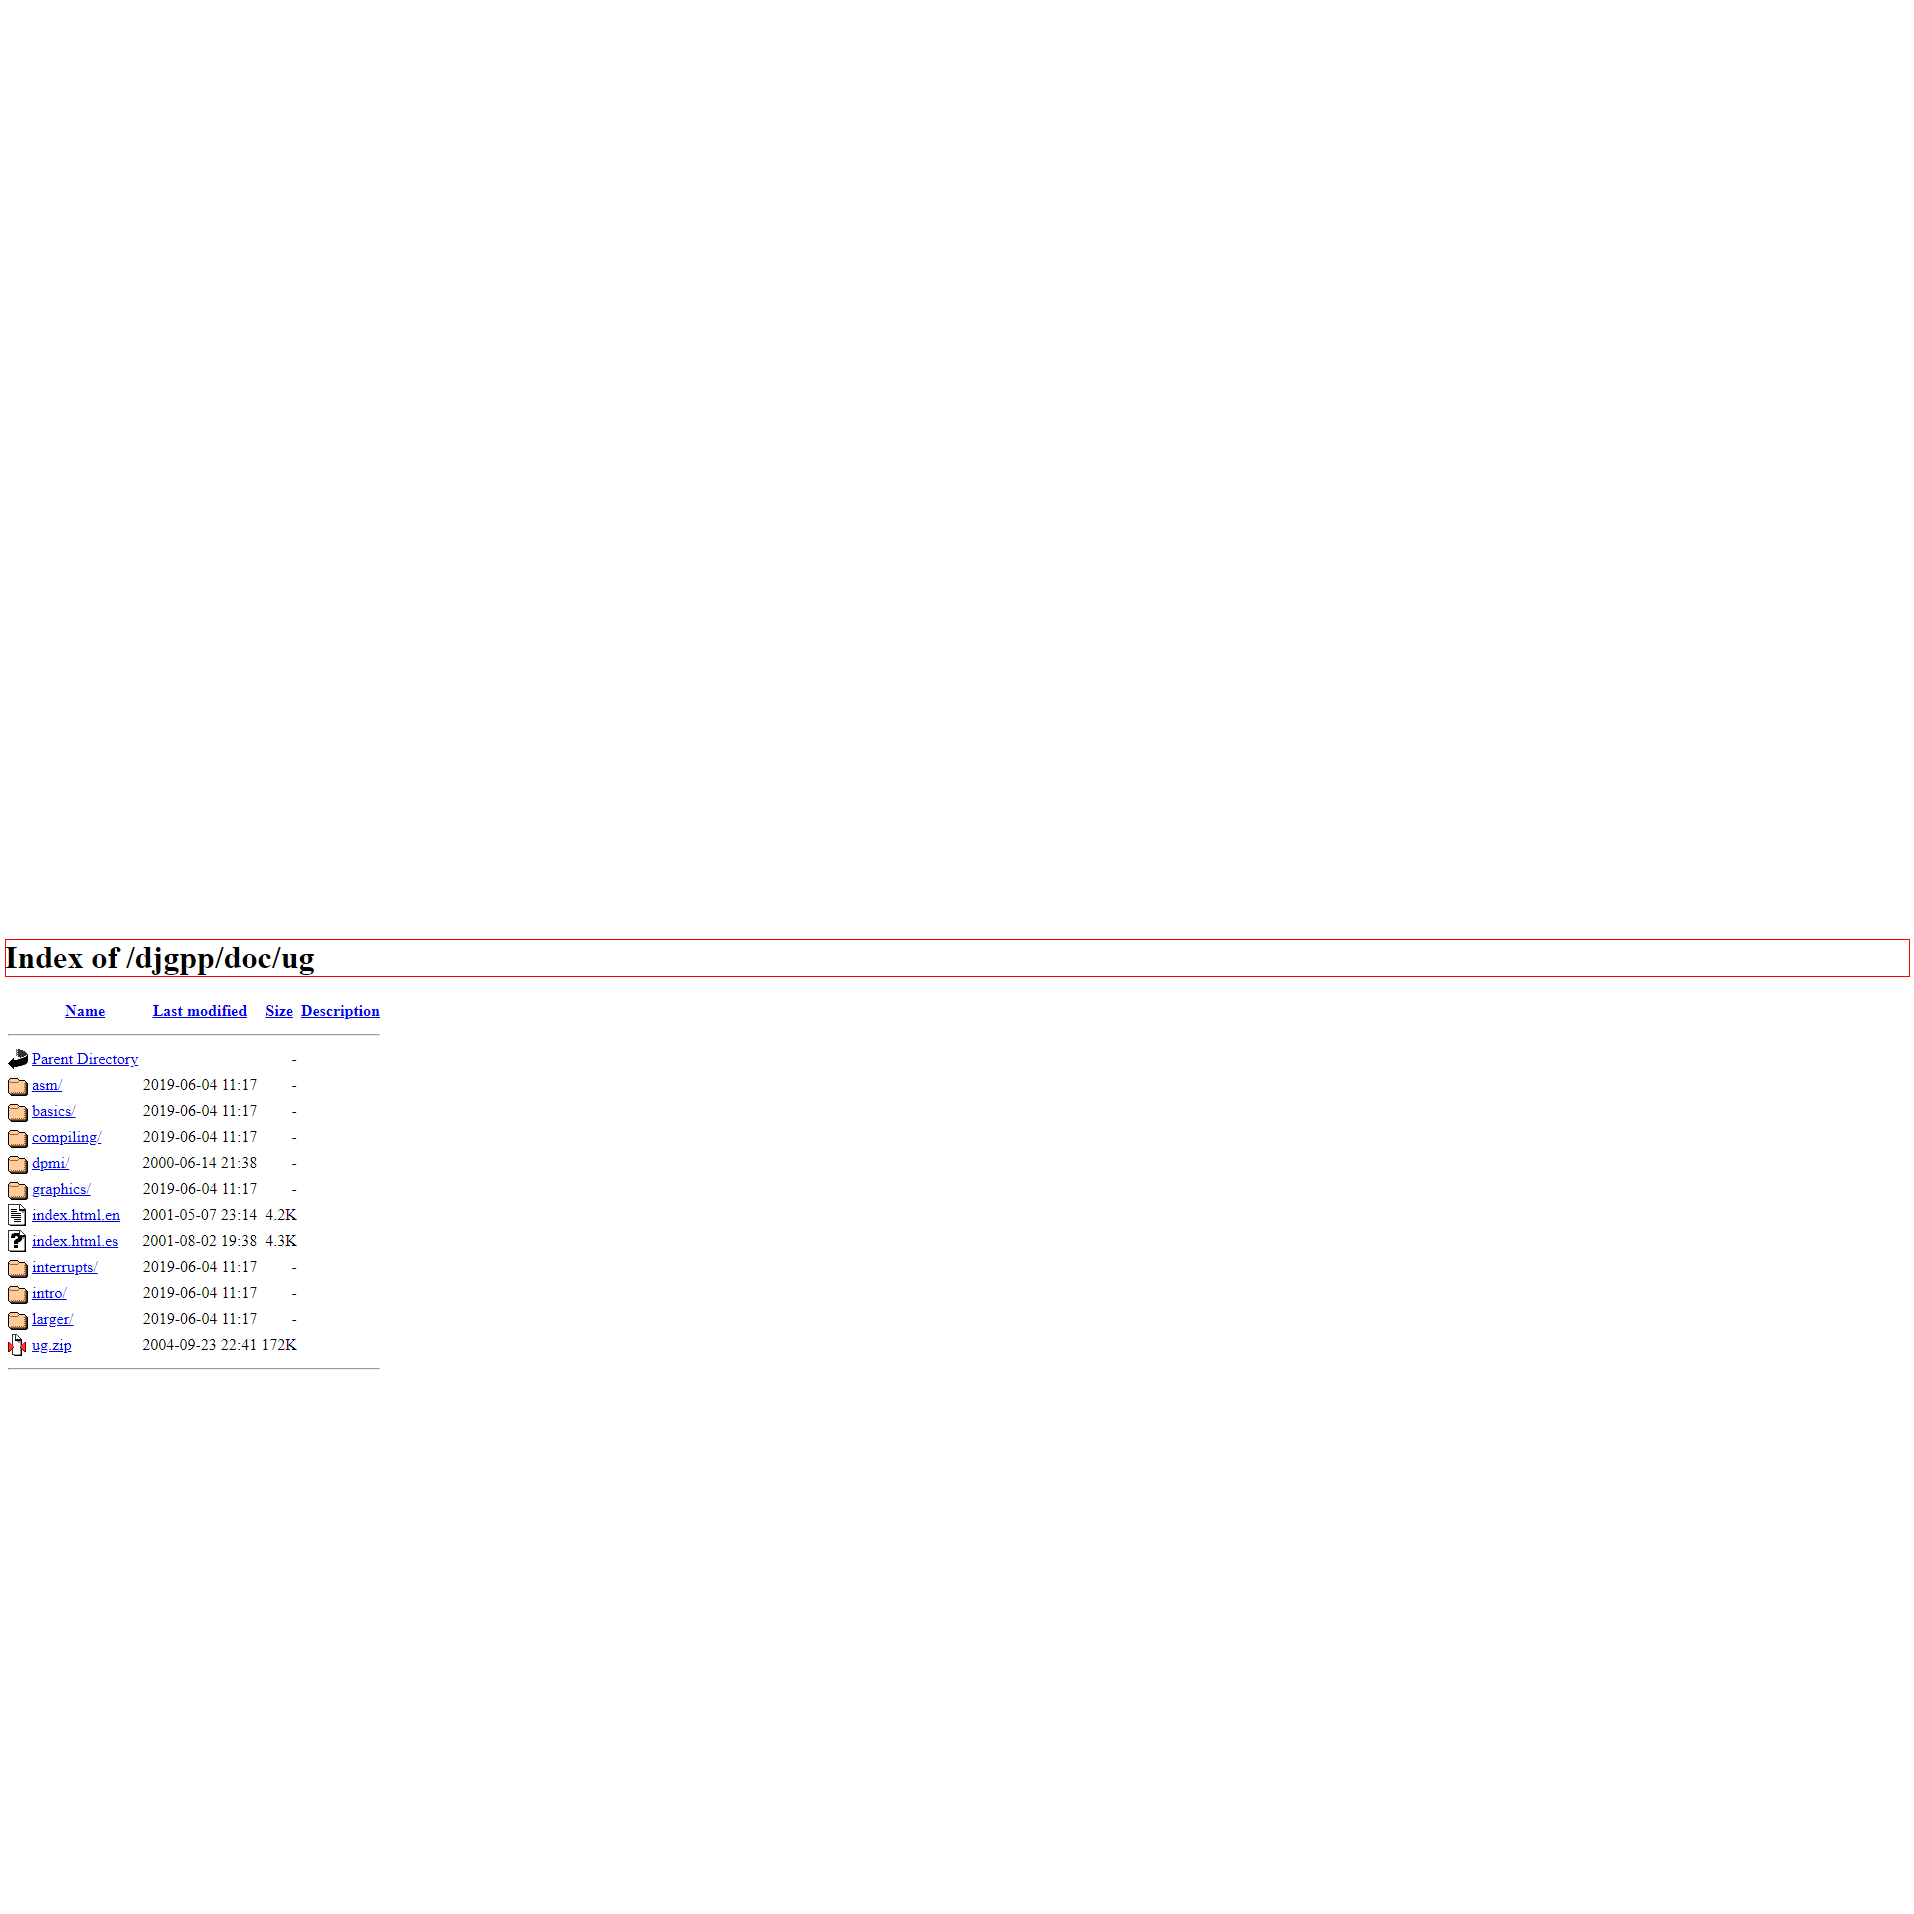 Index of /djgpp/doc/ug
Name Last modified Size Description
Parent Directory -
asm/ 2019-06-04 11:17 -
basics/ 2019-06-04 11:17 -
compiling/ 2019-06-04 11:17 -
dpmi/ 2000-06-14 21:38 -
graphics/ 2019-06-04 11:17 -
index.html.en 2001-05-07 23:14 4.2K
index.html.es 2001-08-02 19:38 4.3K
interrupts/ 2019-06-04 11:17 -
intro/ 2019-06-04 11:17 -
larger/ 2019-06-04 11:17 -
ug.zip 2004-09-23 22:41 172K